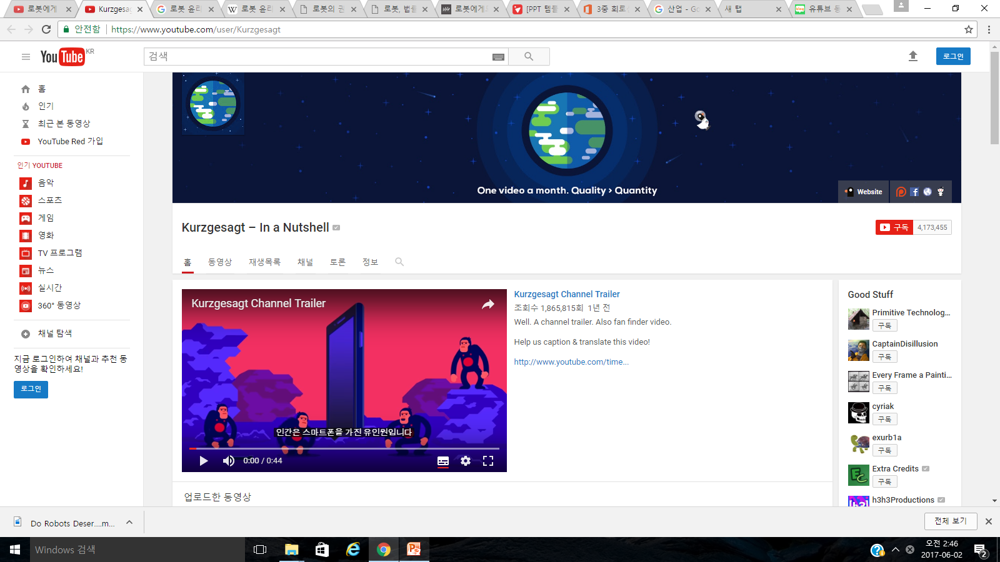 로봇에게
Kurzgesag
로봇 윤리
로봇 윤리
로봇의 권
로봇, 법률
로봇에게도
[PPT 템플
3중 회로
산업 - Go
새 탭
유튜브 동
안전함
https://www.youtube.com/user/Kurzgesagt
YouTube KR
검색
로그인
홈
인기
최근 본 동영상
YouTube Red 가입
인기 YOUTUBE
음악
스포츠
게임
영화
TV 프로그램
뉴스
실시간
360° 동영상
채널 탐색
지금 로그인하여 채널과 추천 동
영상을 확인하세요!
로그인
One video a month. Quality > Quantity
Website
Kurzgesagt – In a Nutshell
구독 4,173,455
홈 동영상 재생목록 채널 토론 정보
Kurzgesagt Channel Trailer
인간은 스마트폰을 가진 유인원입니다
0:00 / 0:44
Kurzgesagt Channel Trailer
조회수 1,865,815회 1년 전
Well. A channel trailer. Also fan finder video.
Help us caption & translate this video!
http://www.youtube.com/time...
업로드한 동영상
Good Stuff
Primitive Technolog...
구독
CaptainDisillusion
구독
Every Frame a Painti...
구독
cyriak
구독
exurb1a
구독
Extra Credits
구독
h3h3Productions
Do Robots Deser....m...
전체 보기
Windows 검색
오전 2:46
2017-06-02
2